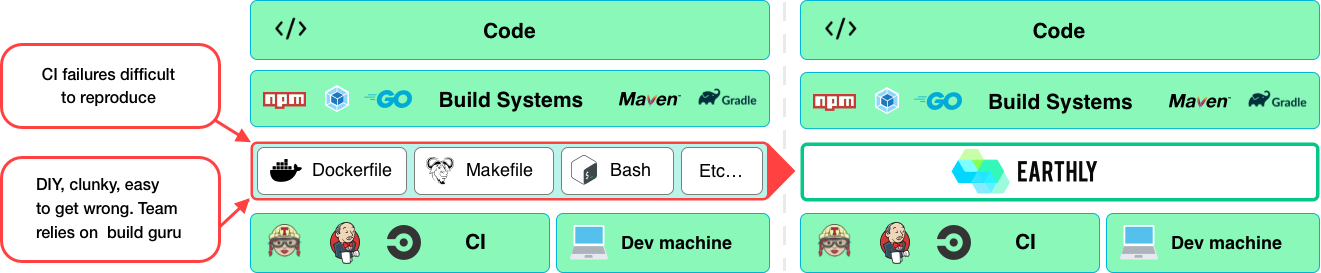 </> Code
npm GO Build Systems Maven™ Gradle
CI failures difficult
to reproduce
Dockerfile Makefile Bash Etc...
DIY, clunky, easy
to get wrong. Team
relies on build guru
T CI Dev machine
</> Code
npm GO Build Systems Maven™ Gradle
EARTHLY
T CI Dev machine